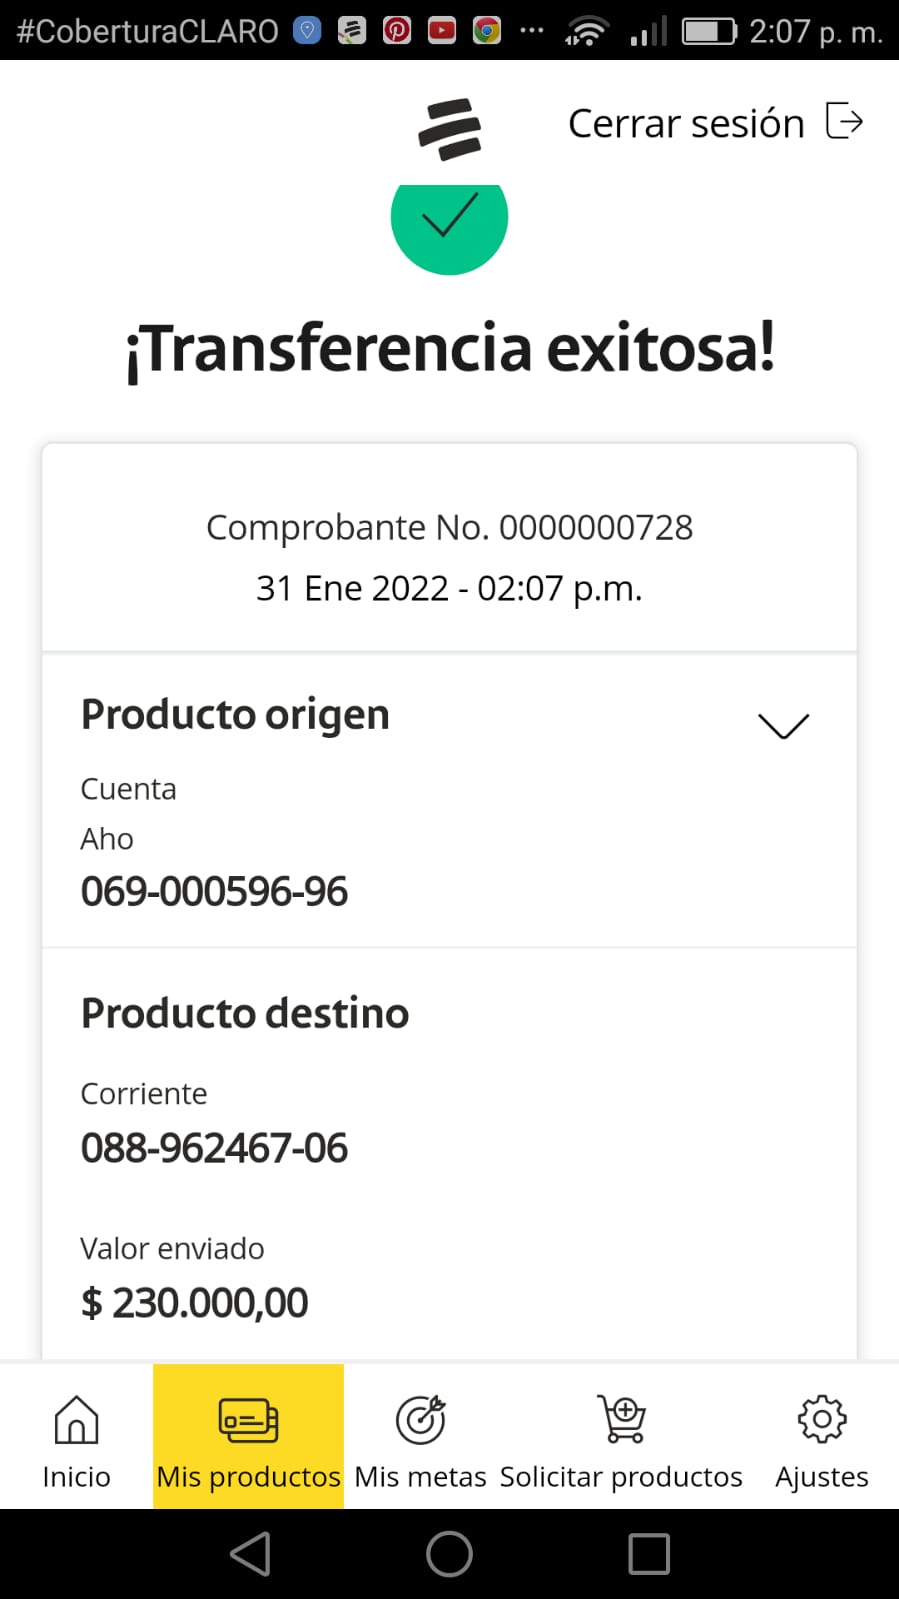 #CoberturaCLARO ... 2:07 p. m.
Cerrar sesión
¡Transferencia exitosa!
Comprobante No. 0000000728
31 Ene 2022 - 02:07 p.m.
Producto origen
Cuenta
Aho
069-000596-96
Producto destino
Corriente
088-962467-06
Valor enviado
$ 230.000,00
Inicio Mis productos Mis metas Solicitar productos Ajustes